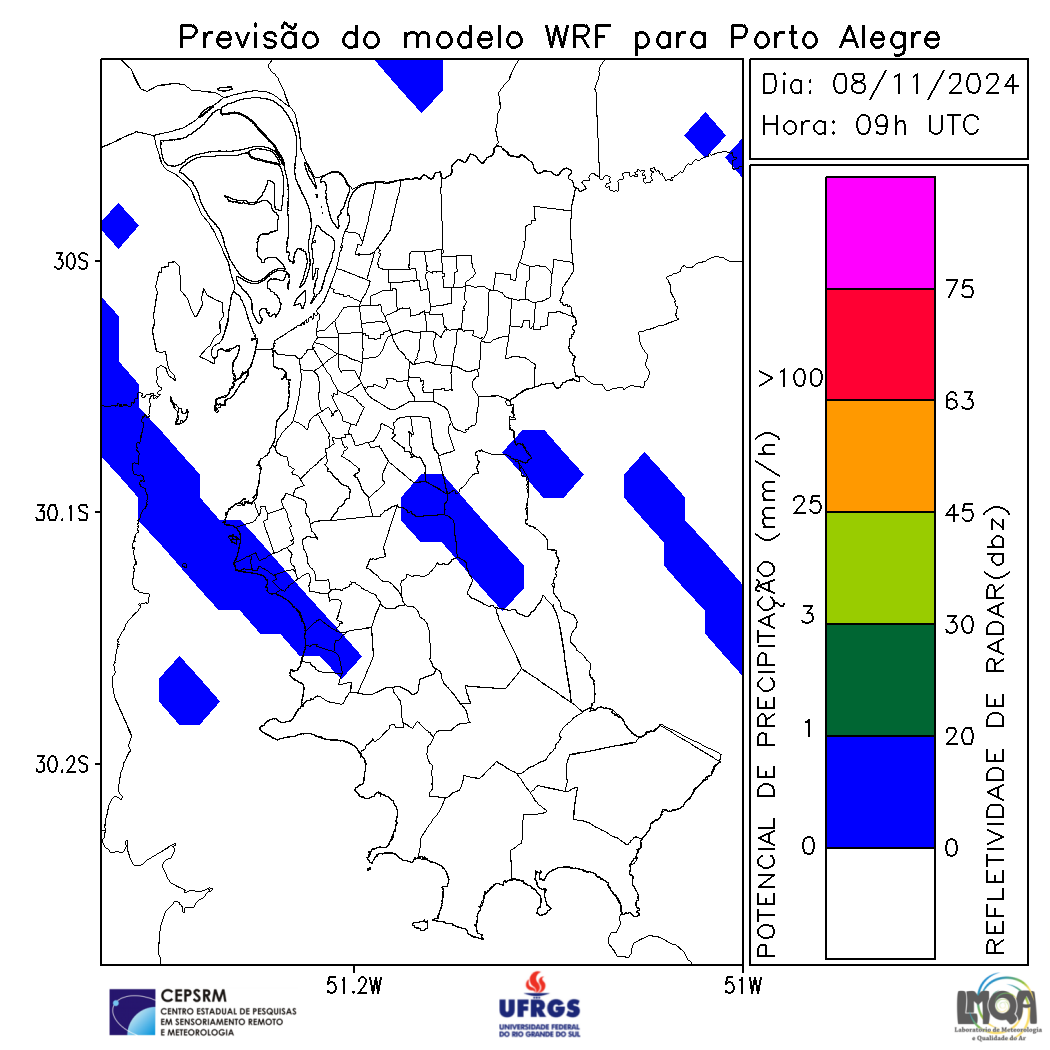 Previsão do modelo WRF para Porto Alegre
Dia: 08/11/2024
Hora: 09h UTC
30S
30.1S
30.2S
51.2W
51W
POTENCIAL DE PRECIPITAÇÃO (mm/h)
>100
25
3
1
0
75
63
45
30
20
0
REFLETIVIDADE DE RADAR(dbz)
CEPSRM
CENTRO ESTADUAL DE PESQUISAS
EM SENSORIAMENTO REMOTO
E METEOROLOGIA
UFRGS
UNIVERSIDADE FEDERAL
DO RIO GRANDE DO SUL
LMQA
Laboratório de Meteorologia
e Qualidade do Ar